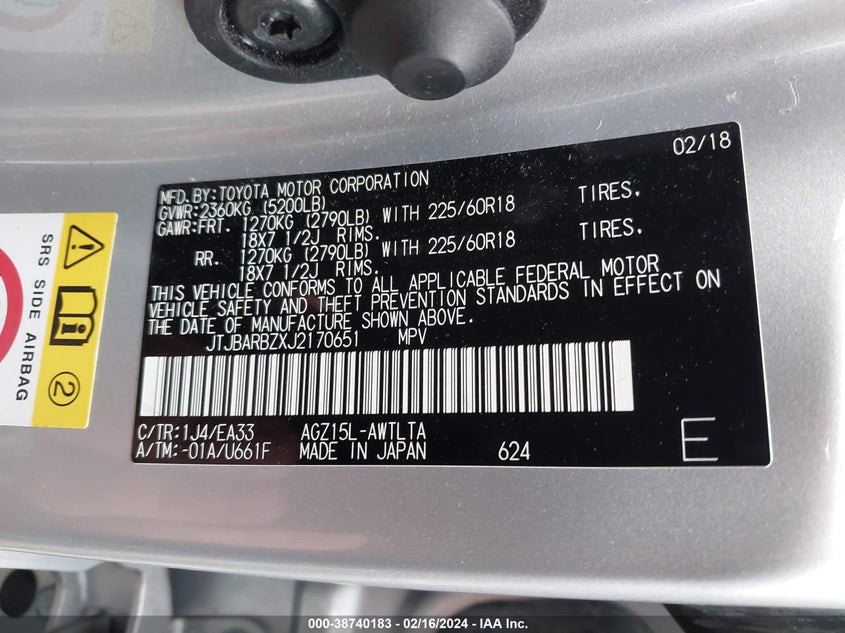 02/18
MFD. BY:TOYOTA MOTOR CORPORATION
GVWR:2360KG (5200LB)
GAWR:FRT. 1270KG (2790LB) WITH 225/60R18 TIRES.
18X7 1/2J RIMS.
RR. 1270KG (2790LB) WITH 225/60R18 TIRES.
18X7 1/2J RIMS.
THIS VEHICLE CONFORMS TO ALL APPLICABLE FEDERAL MOTOR
VEHICLE SAFETY AND THEFT PREVENTION STANDARDS IN EFFECT ON
THE DATE OF MANUFACTURE SHOWN ABOVE.
JTJBARBZXJ2170651 MPV
C/TR:1J4/EA33 AGZ15L-AWTLTA
A/TM:-01A/U661F MADE IN JAPAN 624
E
SRS SIDE AIRBAG
2
000-38740183 - 02/16/2024 - IAA Inc.